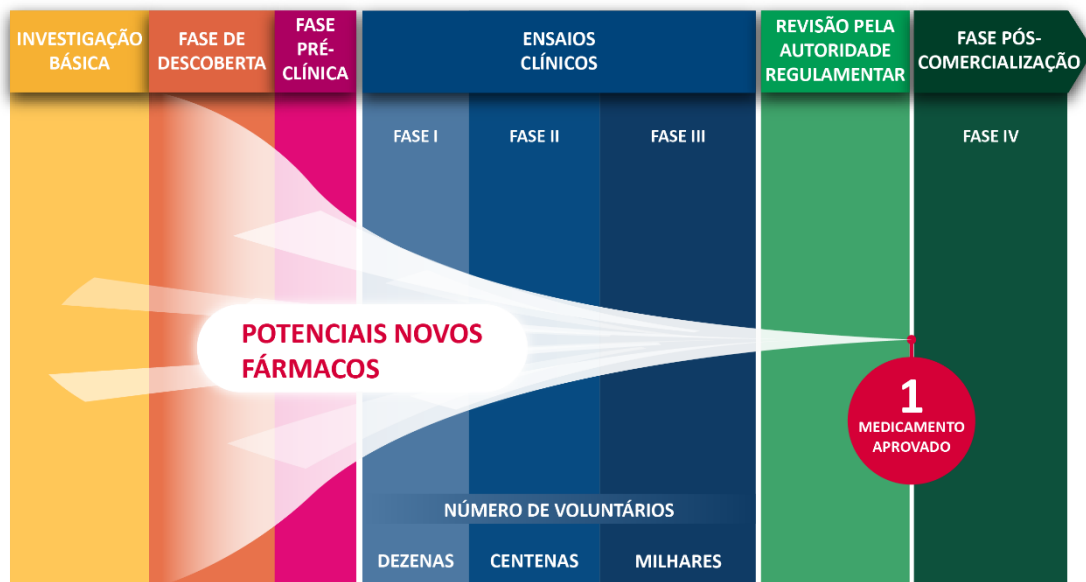 INVESTIGAÇÃO
BÁSICA
FASE DE
DESCOBERTA
FASE
PRÉ-
CLÍNICA
ENSAIOS
CLÍNICOS
REVISÃO PELA
AUTORIDADE
REGULAMENTAR
FASE PÓS-
COMERCIALIZAÇÃO
FASE I
FASE II
FASE III
FASE IV
POTENCIAIS NOVOS
FÁRMACOS
1
MEDICAMENTO
APROVADO
NÚMERO DE VOLUNTÁRIOS
DEZENAS
CENTENAS
MILHARES